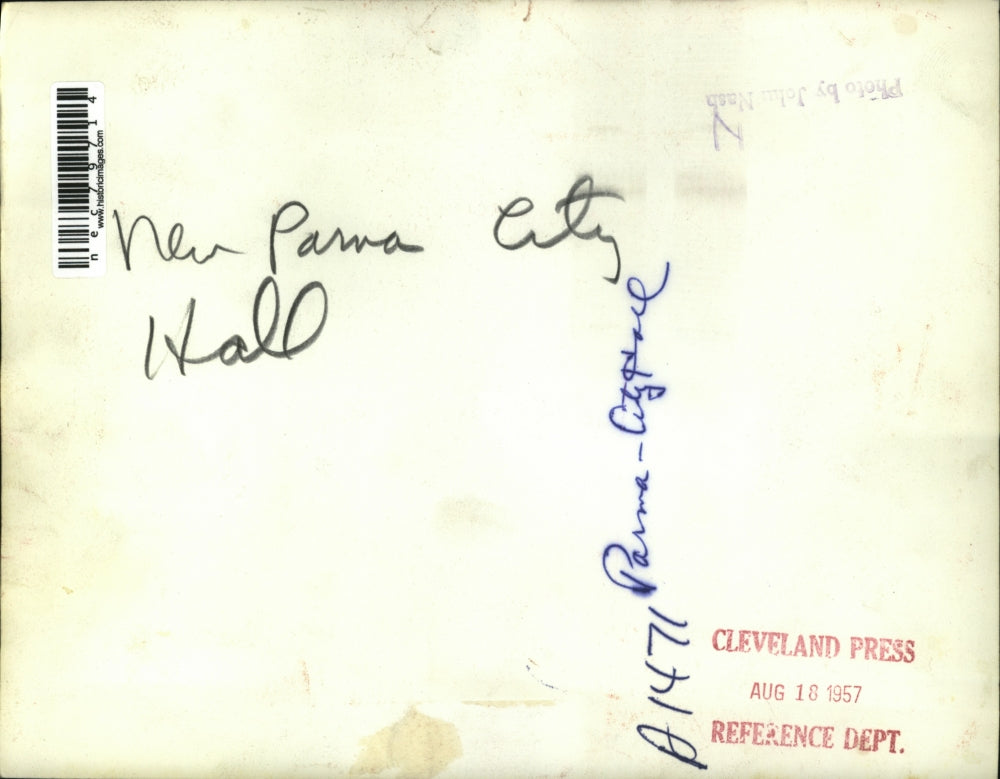 Photo by John Nash
nec79714
www.historicimages.com
New Parma City
Hall
A1471 Parma - City Hall
CLEVELAND PRESS
AUG 18 1957
REFERENCE DEPT.